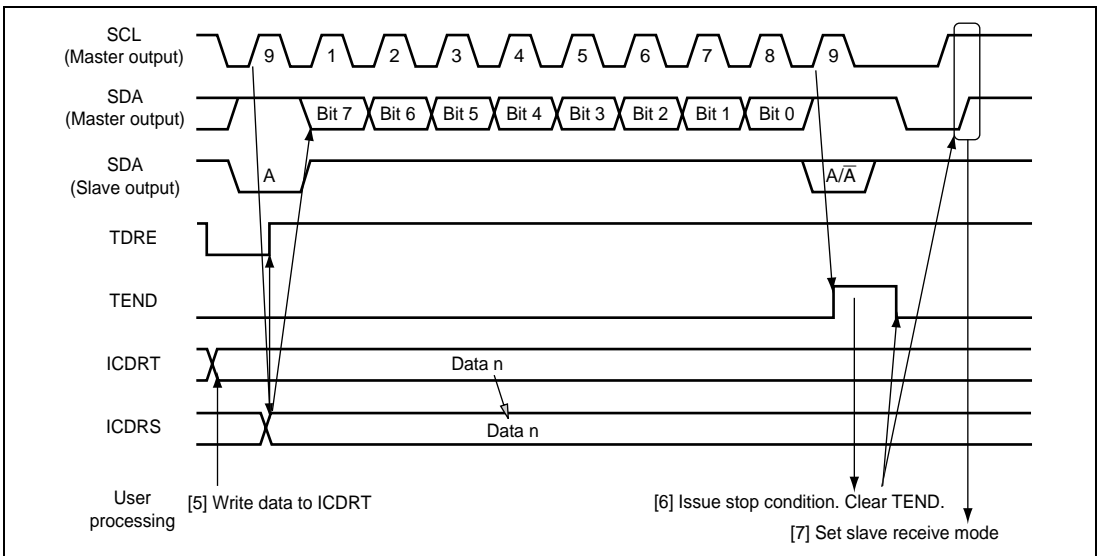 SCL
(Master output)
9 1 2 3 4 5 6 7 8 9
SDA
(Master output)
Bit 7 Bit 6 Bit 5 Bit 4 Bit 3 Bit 2 Bit 1 Bit 0
SDA
(Slave output)
A A/A̅
TDRE
TEND
ICDRT
Data n
ICDRS
Data n
User
processing
[5] Write data to ICDRT
[6] Issue stop condition. Clear TEND.
[7] Set slave receive mode